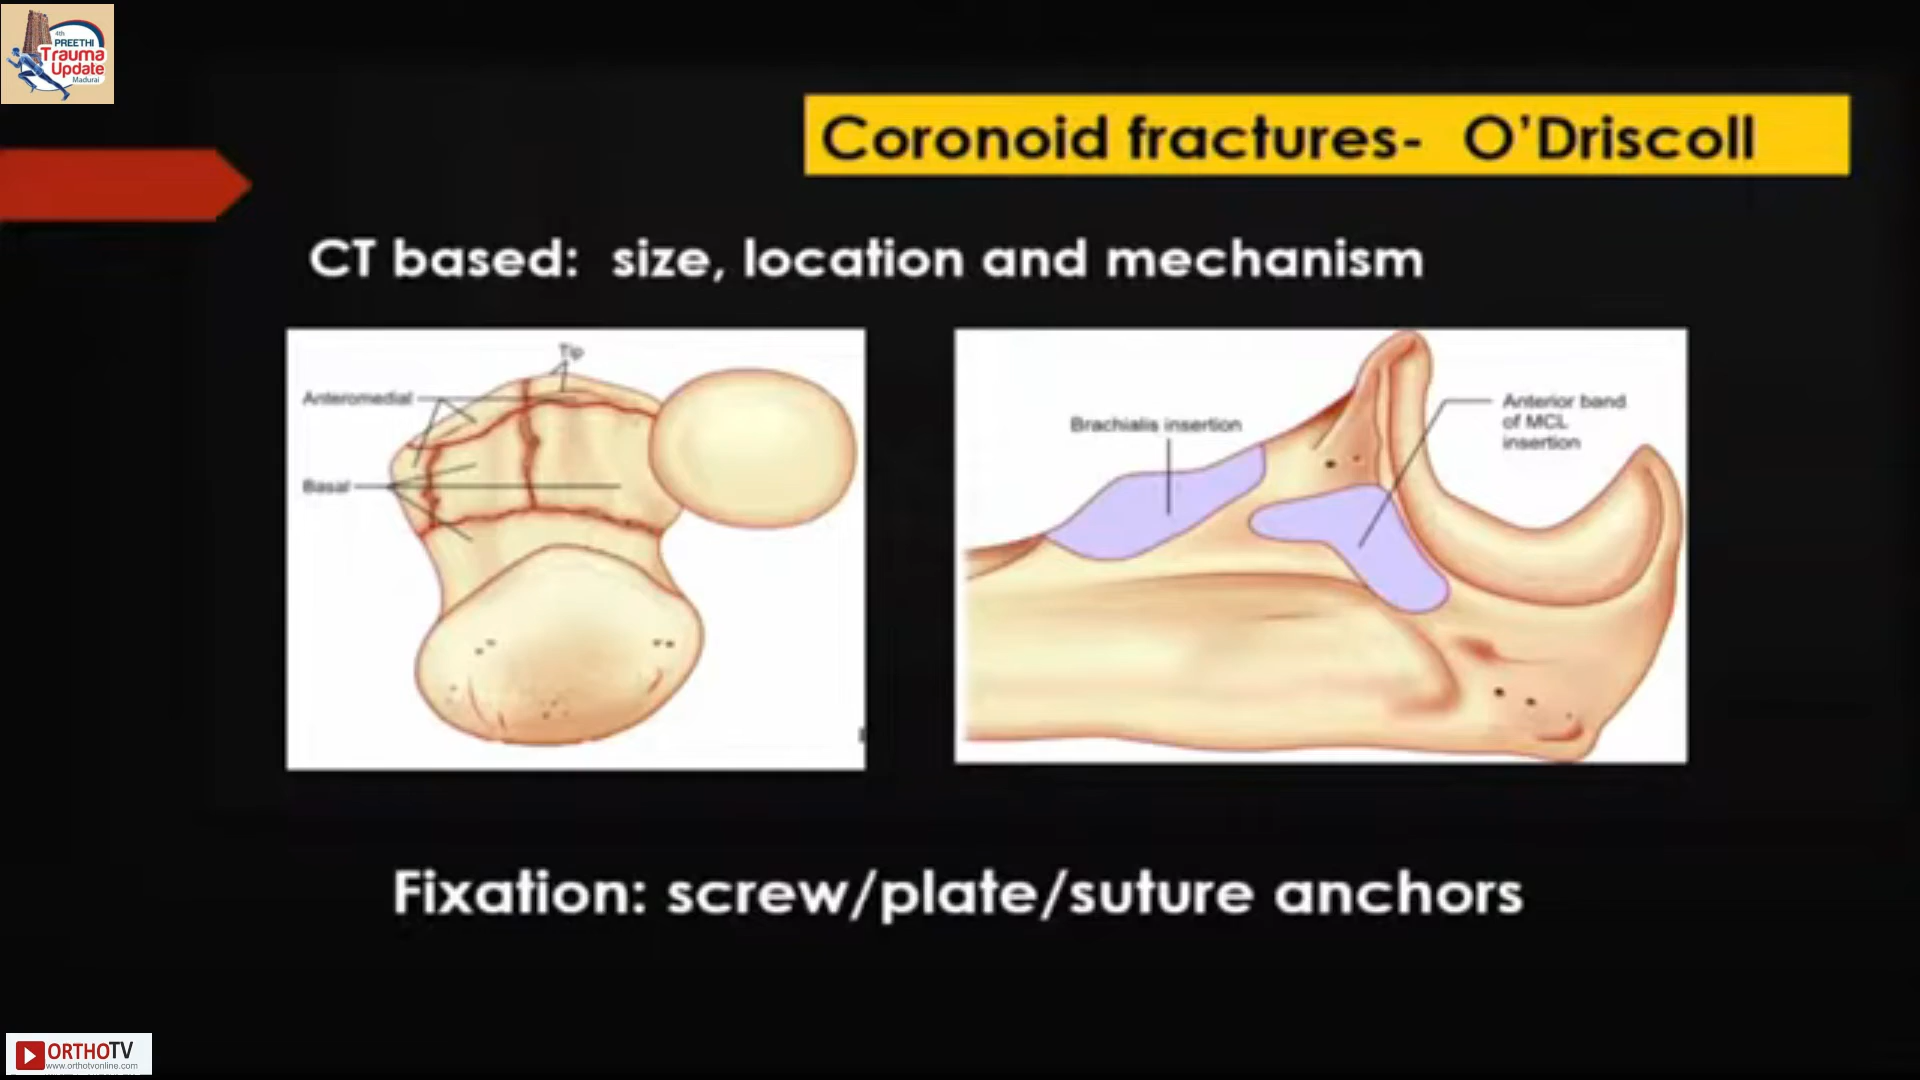 4th
PREETHI
Trauma
Update
Madurai
Coronoid fractures- O’Driscoll
CT based: size, location and mechanism
Tip
Anteromedial
Basal
Brachialis insertion
Anterior band
of MCL
insertion
Fixation: screw/plate/suture anchors
ORTHOTV
www.orthotvonline.com